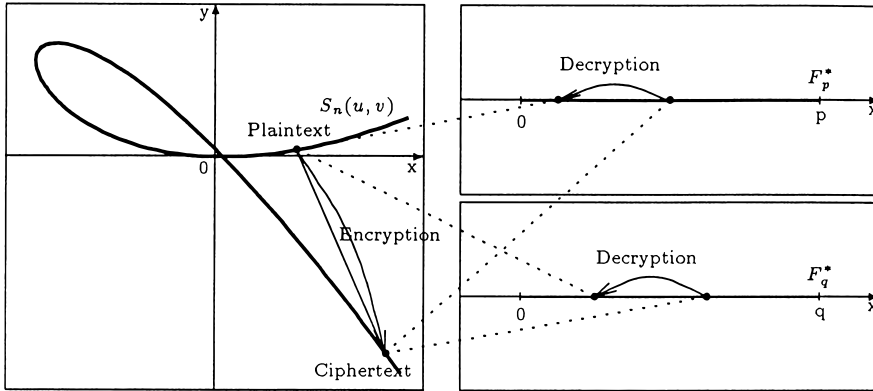 y
S_n(u, v)
Plaintext
0
x
Encryption
Ciphertext
Decryption
F_p^*
0
p
x
Decryption
F_q^*
0
q
x